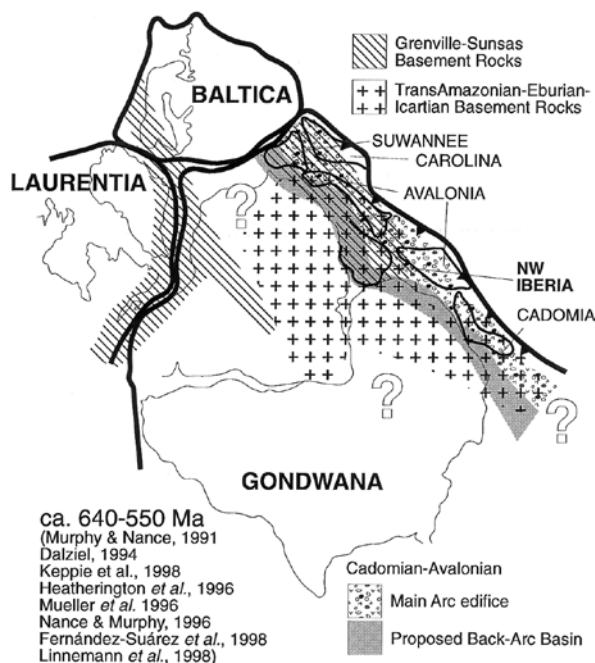 Grenville-Sunsas
Basement Rocks
TransAmazonian-Eburian-
Icartian Basement Rocks
BALTICA
SUWANNEE
CAROLINA
LAURENTIA
AVALONIA
?
NW
IBERIA
CADOMIA
?
?
GONDWANA
ca. 640-550 Ma
(Murphy & Nance, 1991
Dalziel, 1994
Keppie et al., 1998
Heatherington et al., 1996
Mueller et al. 1996
Nance & Murphy, 1996
Fernández-Suárez et al., 1998
Linnemann et al., 1998)
Cadomian-Avalonian
Main Arc edifice
Proposed Back-Arc Basin